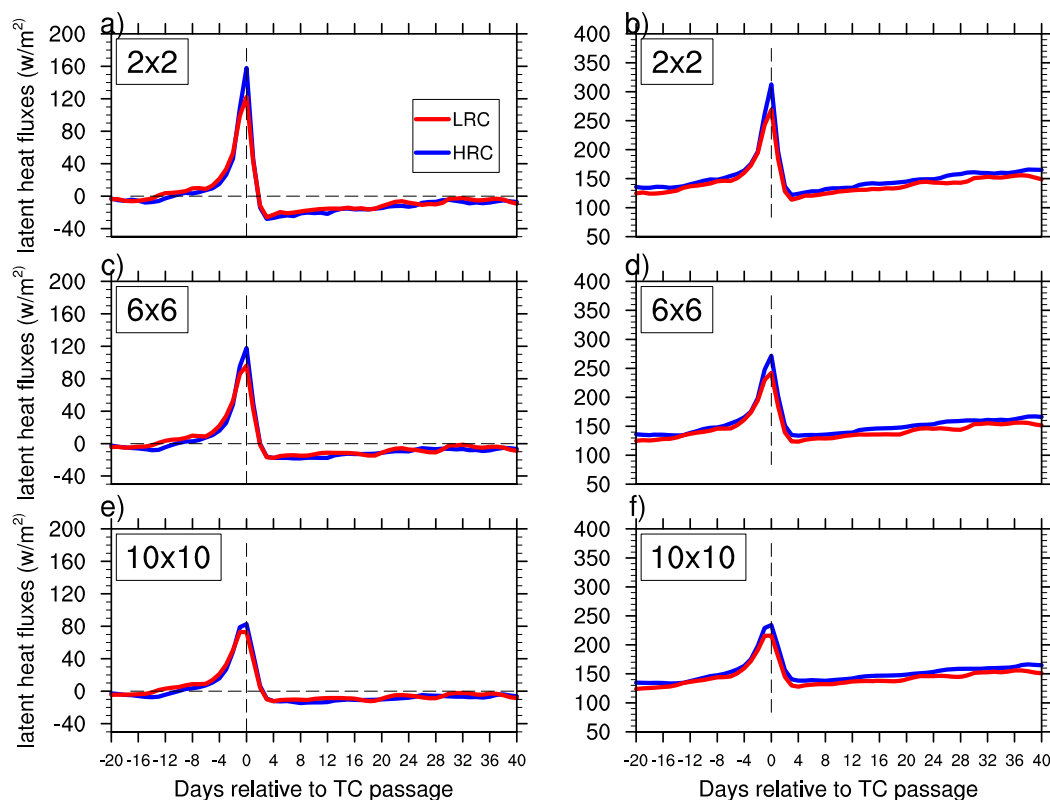 a)
b)
latent heat fluxes (w/m²)
200
160
120
80
40
0
-40
2x2
LRC
HRC
400
350
300
250
200
150
100
50
2x2
c)
d)
latent heat fluxes (w/m²)
200
160
120
80
40
0
-40
6x6
400
350
300
250
200
150
100
50
6x6
e)
f)
latent heat fluxes (w/m²)
200
160
120
80
40
0
-40
10x10
400
350
300
250
200
150
100
50
10x10
-20 -16 -12 -8 -4 0 4 8 12 16 20 24 28 32 36 40
-20 -16 -12 -8 -4 0 4 8 12 16 20 24 28 32 36 40
Days relative to TC passage
Days relative to TC passage